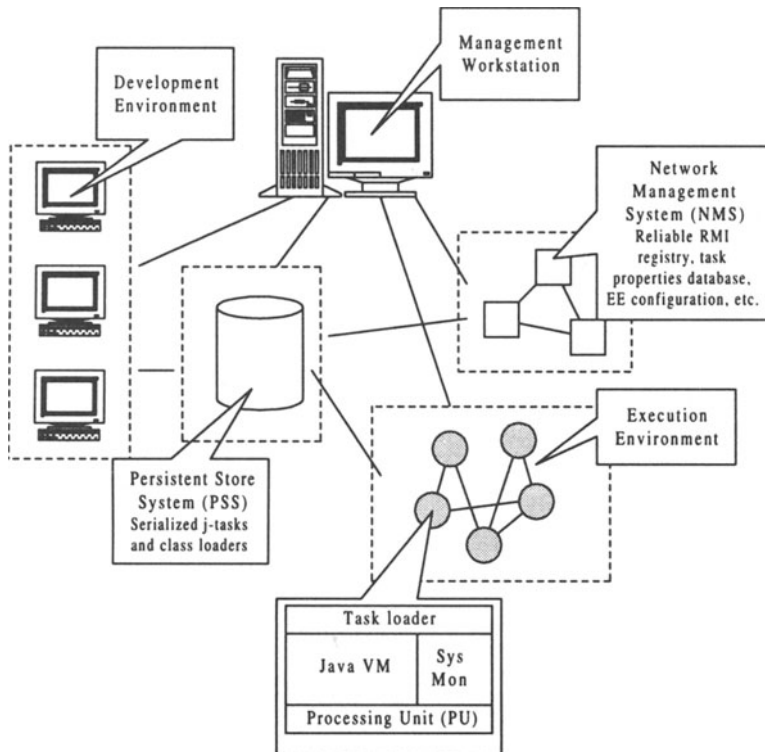 Management
Workstation
Development
Environment
Network
Management
System (NMS)
Reliable RMI
registry, task
properties database,
EE configuration, etc.
Execution
Environment
Persistent Store
System (PSS)
Serialized j-tasks
and class loaders
Task loader
Java VM
Sys
Mon
Processing Unit (PU)